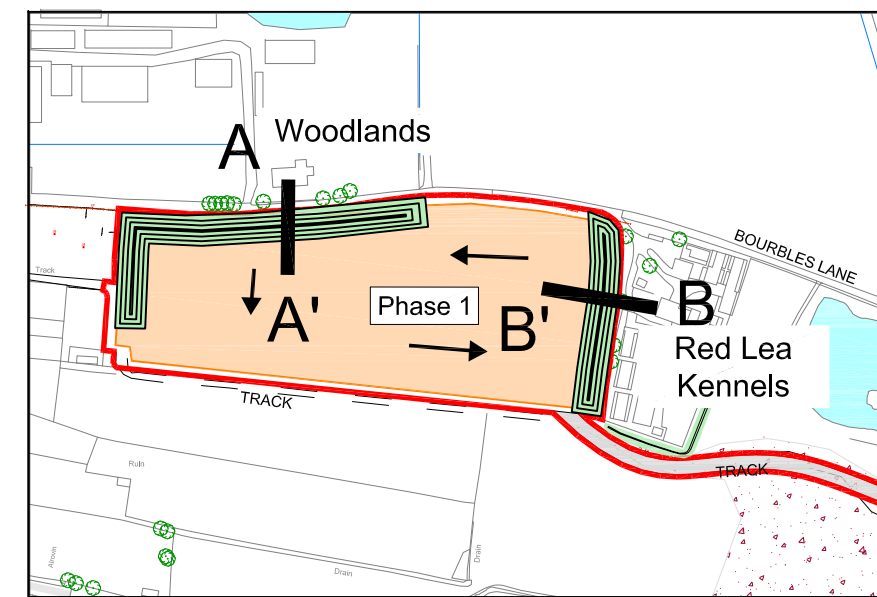 A
Woodlands
BOURBLES LANE
Track
A'
Phase 1
B'
B
Red Lea
Kennels
TRACK
TRACK
Ruin
Drain
Drain